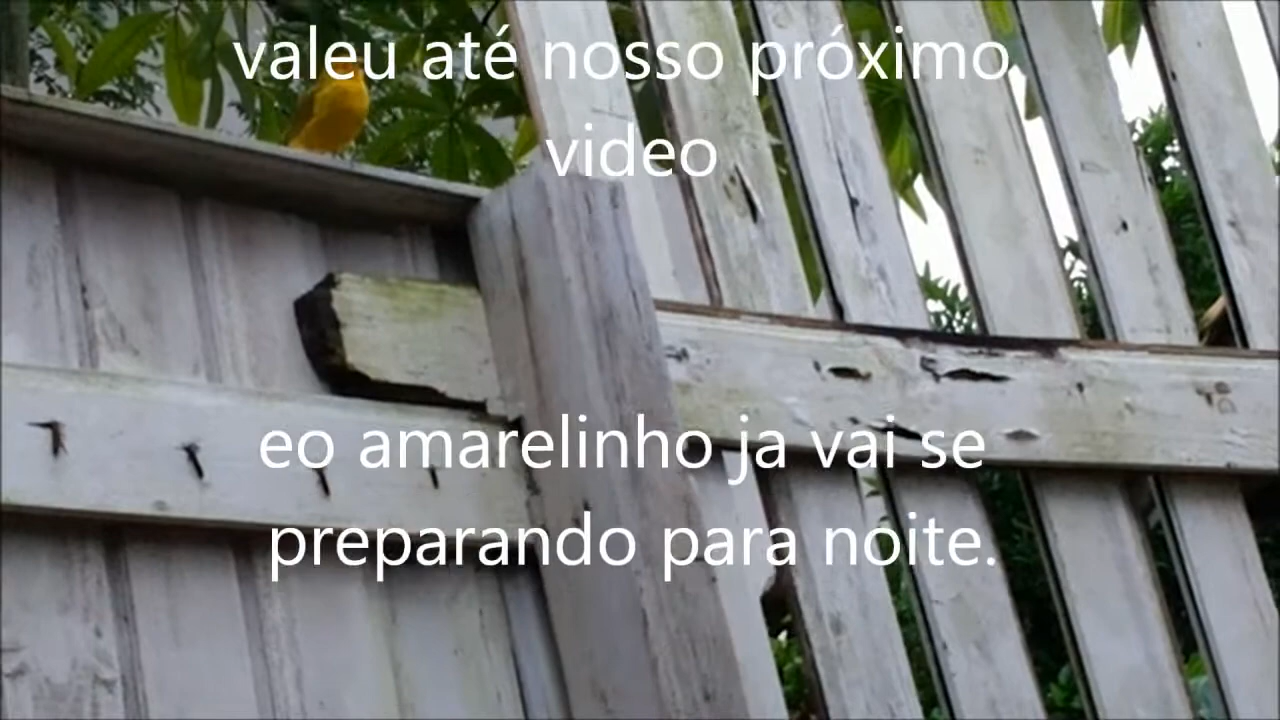 valeu até nosso próximo
video
eo amarelinho ja vai se
preparando para noite.